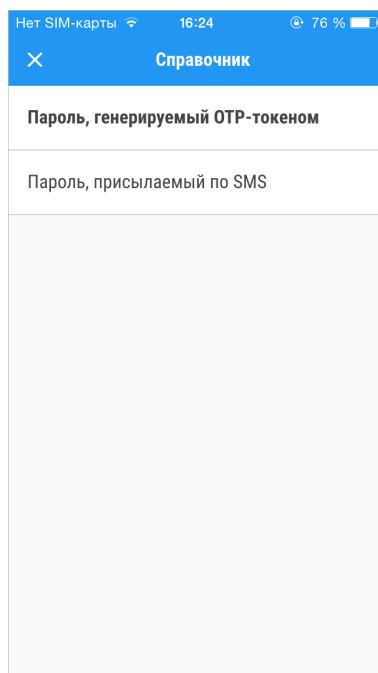 Нет SIM-карты 16:24 76 %
Справочник
Пароль, генерируемый OTP-токеном
Пароль, присылаемый по SMS